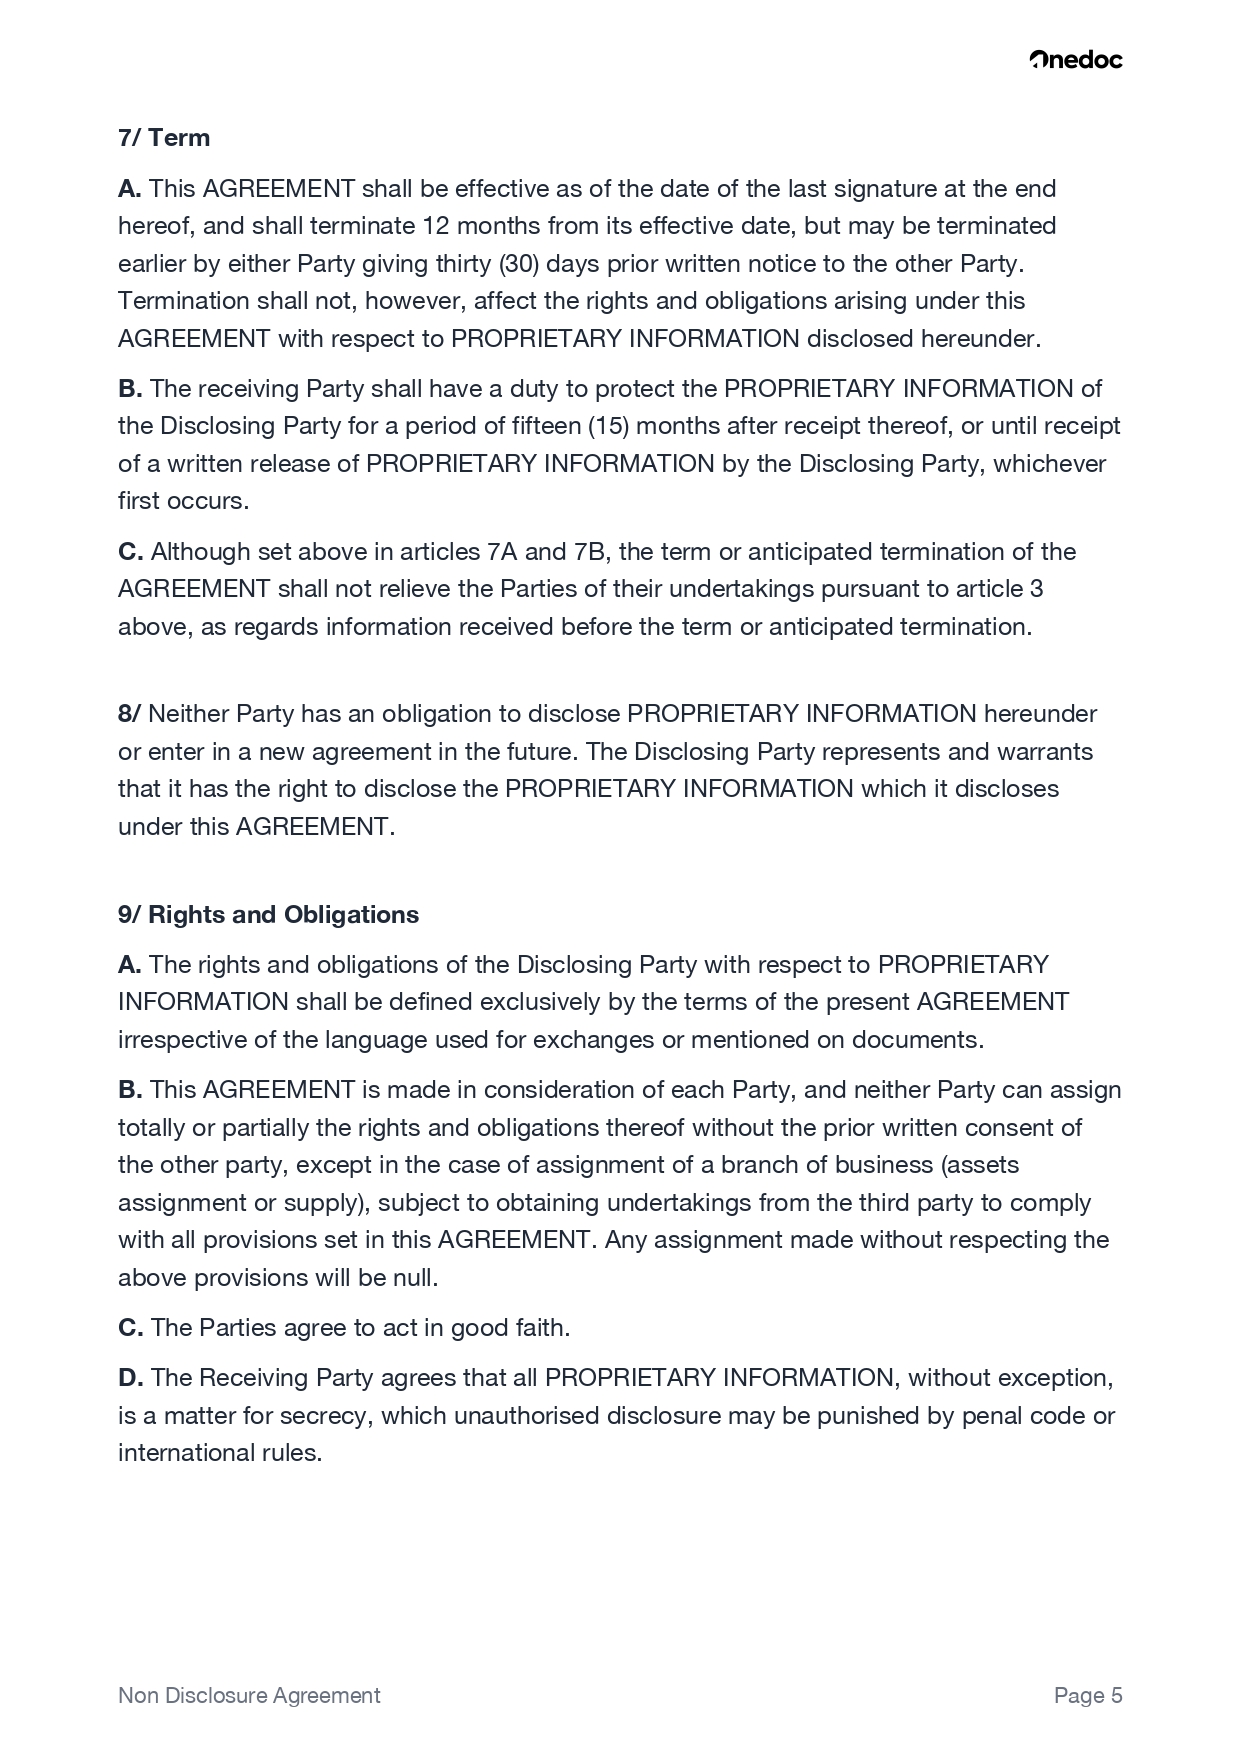 Onedoc
7/ Term
A. This AGREEMENT shall be effective as of the date of the last signature at the end
hereof, and shall terminate 12 months from its effective date, but may be terminated
earlier by either Party giving thirty (30) days prior written notice to the other Party.
Termination shall not, however, affect the rights and obligations arising under this
AGREEMENT with respect to PROPRIETARY INFORMATION disclosed hereunder.
B. The receiving Party shall have a duty to protect the PROPRIETARY INFORMATION of
the Disclosing Party for a period of fifteen (15) months after receipt thereof, or until receipt
of a written release of PROPRIETARY INFORMATION by the Disclosing Party, whichever
first occurs.
C. Although set above in articles 7A and 7B, the term or anticipated termination of the
AGREEMENT shall not relieve the Parties of their undertakings pursuant to article 3
above, as regards information received before the term or anticipated termination.
8/ Neither Party has an obligation to disclose PROPRIETARY INFORMATION hereunder
or enter in a new agreement in the future. The Disclosing Party represents and warrants
that it has the right to disclose the PROPRIETARY INFORMATION which it discloses
under this AGREEMENT.
9/ Rights and Obligations
A. The rights and obligations of the Disclosing Party with respect to PROPRIETARY
INFORMATION shall be defined exclusively by the terms of the present AGREEMENT
irrespective of the language used for exchanges or mentioned on documents.
B. This AGREEMENT is made in consideration of each Party, and neither Party can assign
totally or partially the rights and obligations thereof without the prior written consent of
the other party, except in the case of assignment of a branch of business (assets
assignment or supply), subject to obtaining undertakings from the third party to comply
with all provisions set in this AGREEMENT. Any assignment made without respecting the
above provisions will be null.
C. The Parties agree to act in good faith.
D. The Receiving Party agrees that all PROPRIETARY INFORMATION, without exception,
is a matter for secrecy, which unauthorised disclosure may be punished by penal code or
international rules.
Non Disclosure Agreement
Page 5